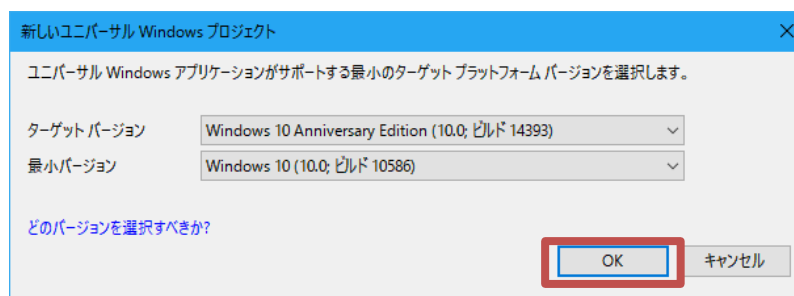 新しいユニバーサル Windows プロジェクト
ユニバーサル Windows アプリケーションがサポートする最小のターゲット プラットフォーム バージョンを選択します。
ターゲット バージョン Windows 10 Anniversary Edition (10.0; ビルド 14393)
最小バージョン Windows 10 (10.0; ビルド 10586)
どのバージョンを選択すべきか?
OK キャンセル